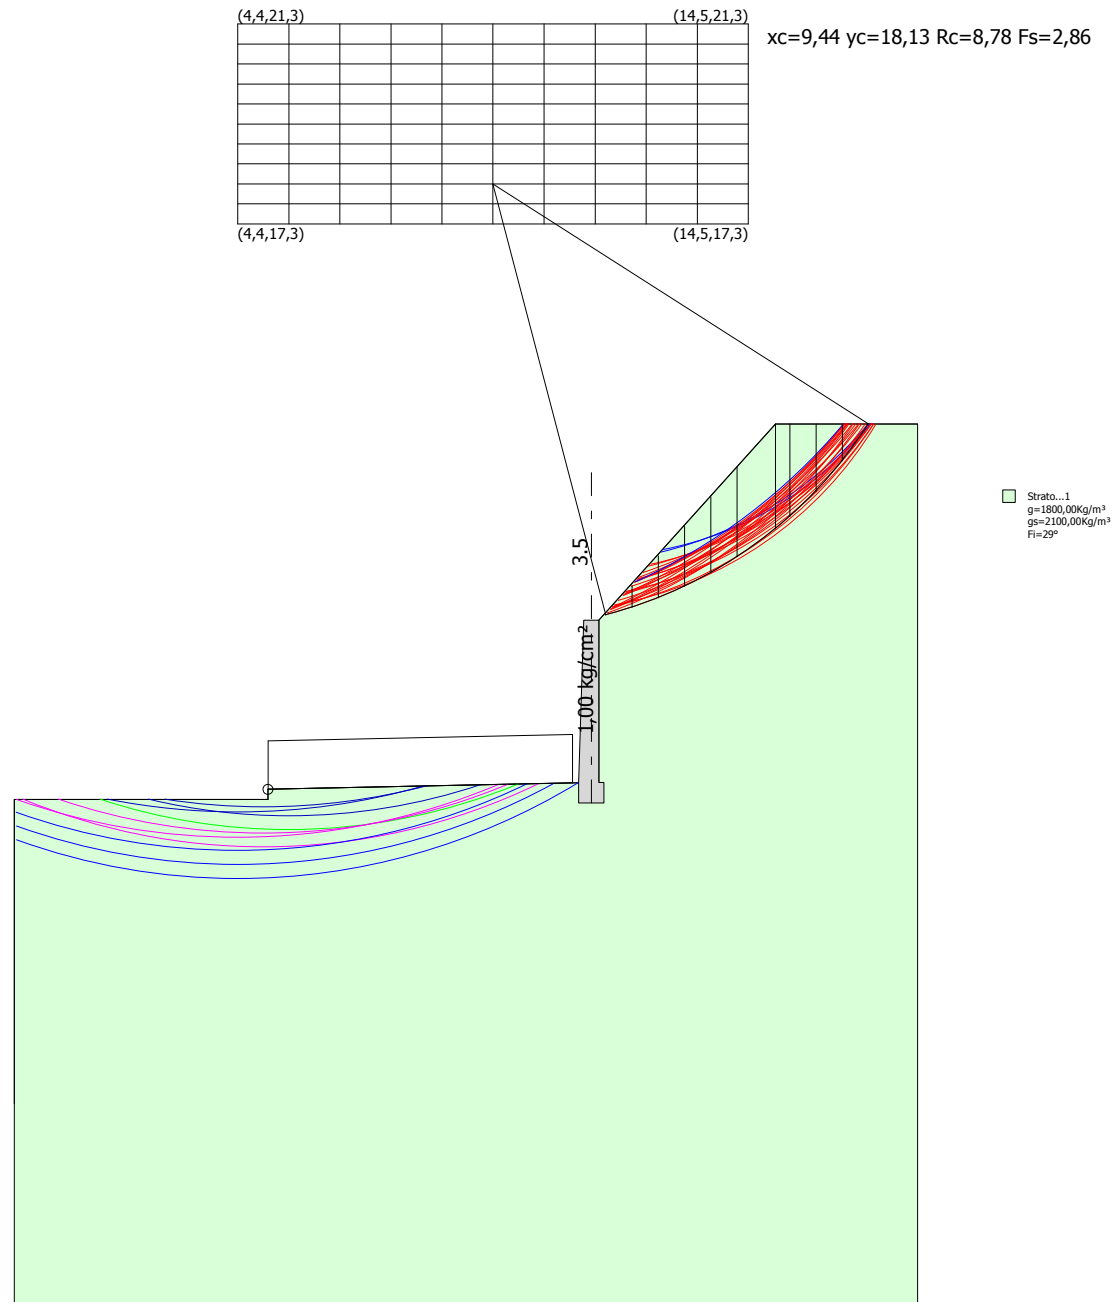 (4,4,21,3)
(14,5,21,3)
xc=9,44 yc=18,13 Rc=8,78 Fs=2,86
(4,4,17,3)
(14,5,17,3)
3.5
1,00 kg/cm²
Strato...1
g=1800,00Kg/m³
gs=2100,00Kg/m³
Fi=29°